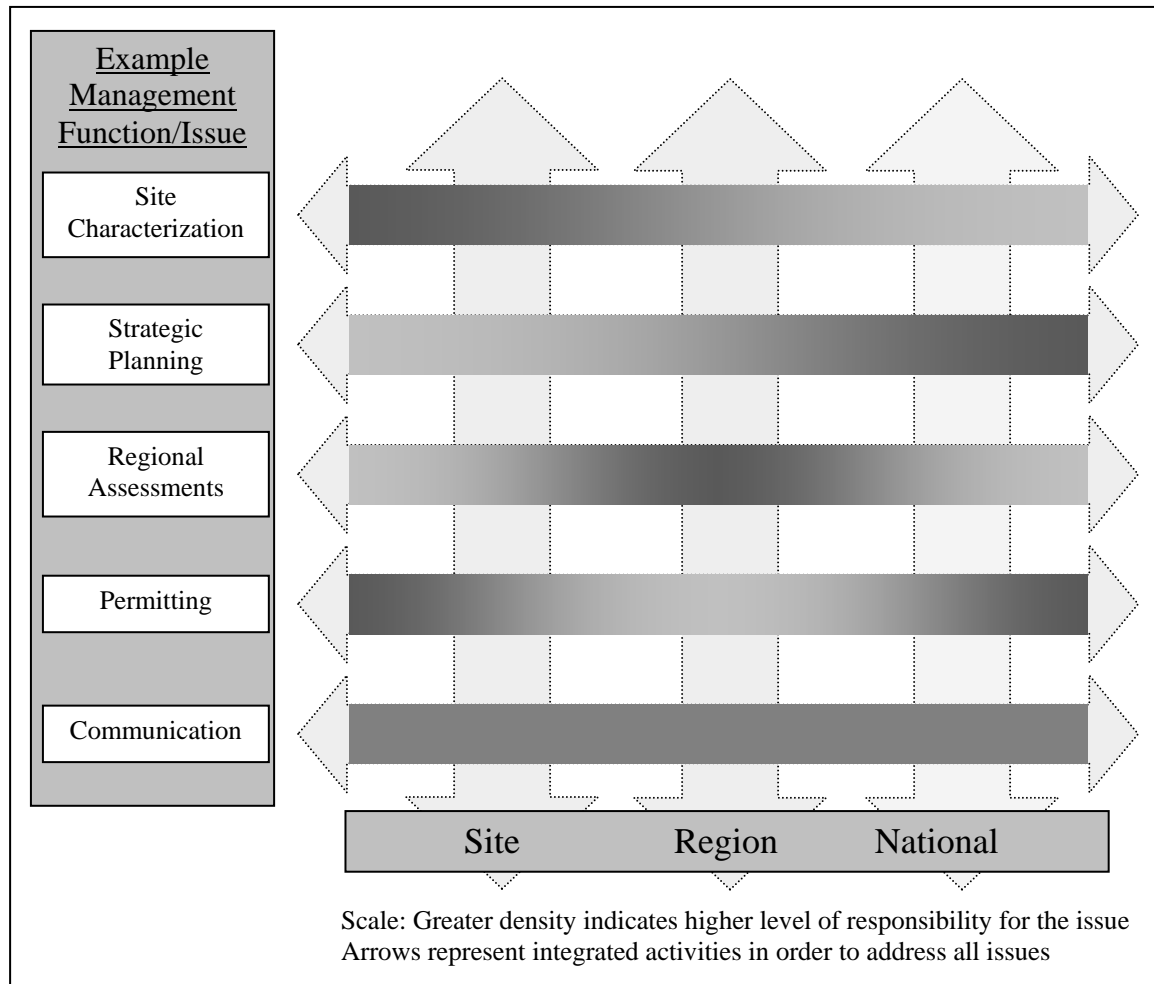 Example
Management
Function/Issue
Site
Characterization
Strategic
Planning
Regional
Assessments
Permitting
Communication
Site Region National
Scale: Greater density indicates higher level of responsibility for the issue
Arrows represent integrated activities in order to address all issues